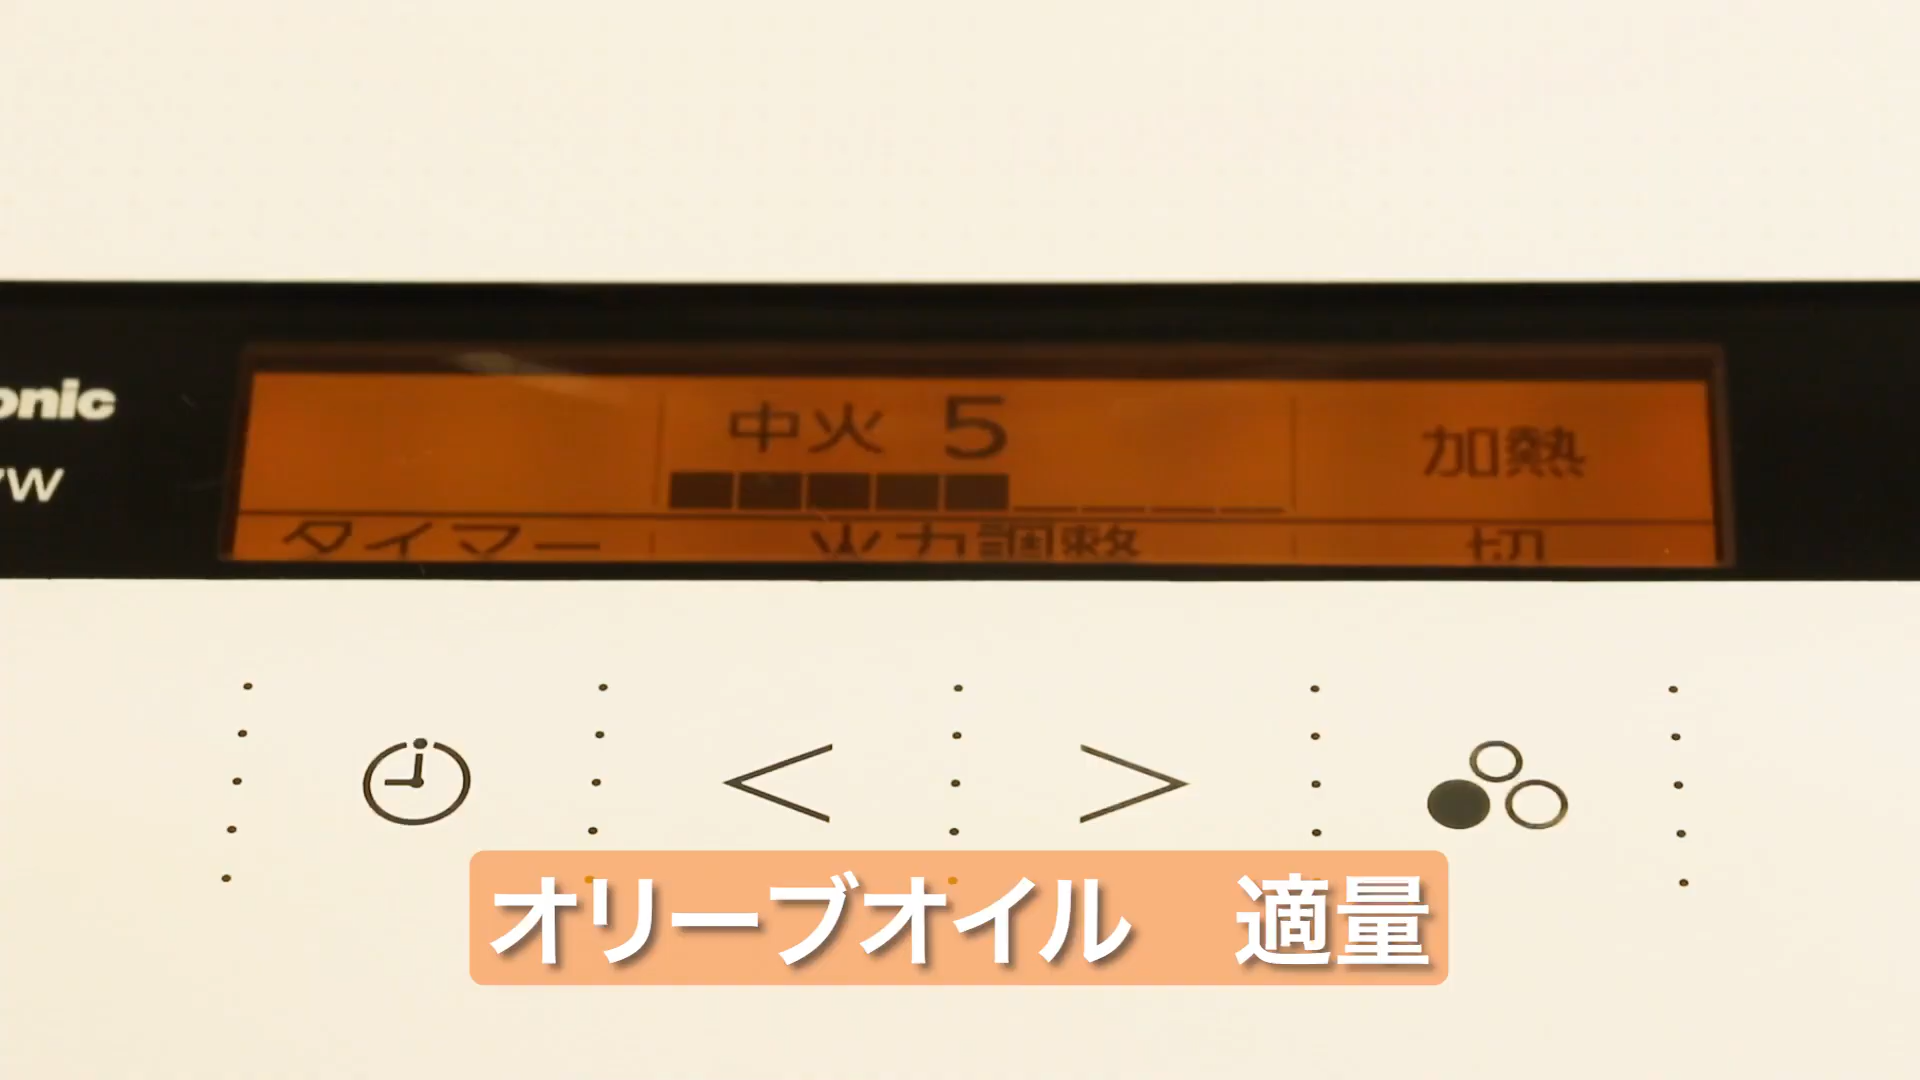 onic
中火 5
加熱
W
タイマー
火力調整
切
オリーブオイル 適量